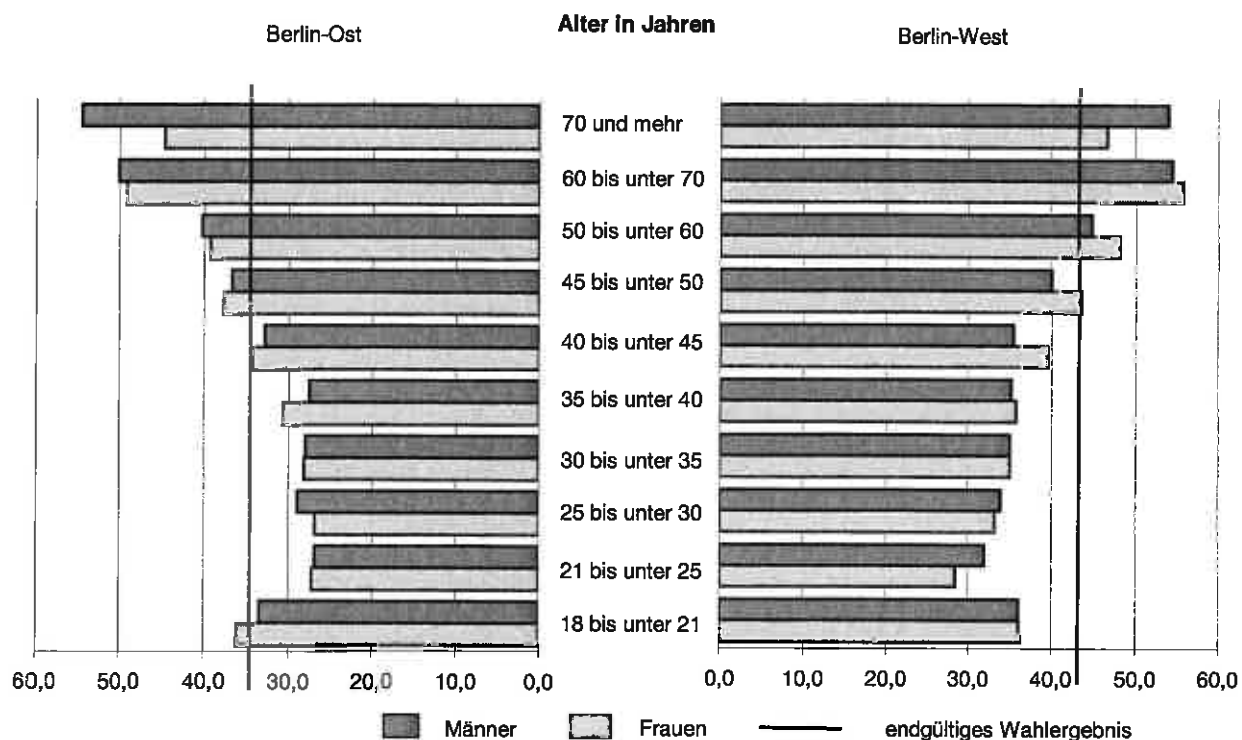 Alter in Jahren
Berlin-Ost
Berlin-West
70 und mehr
60 bis unter 70
50 bis unter 60
45 bis unter 50
40 bis unter 45
35 bis unter 40
30 bis unter 35
25 bis unter 30
21 bis unter 25
18 bis unter 21
60,0 50,0 40,0 30,0 20,0 10,0 0,0
0,0 10,0 20,0 30,0 40,0 50,0 60,0
Männer Frauen endgültiges Wahlergebnis